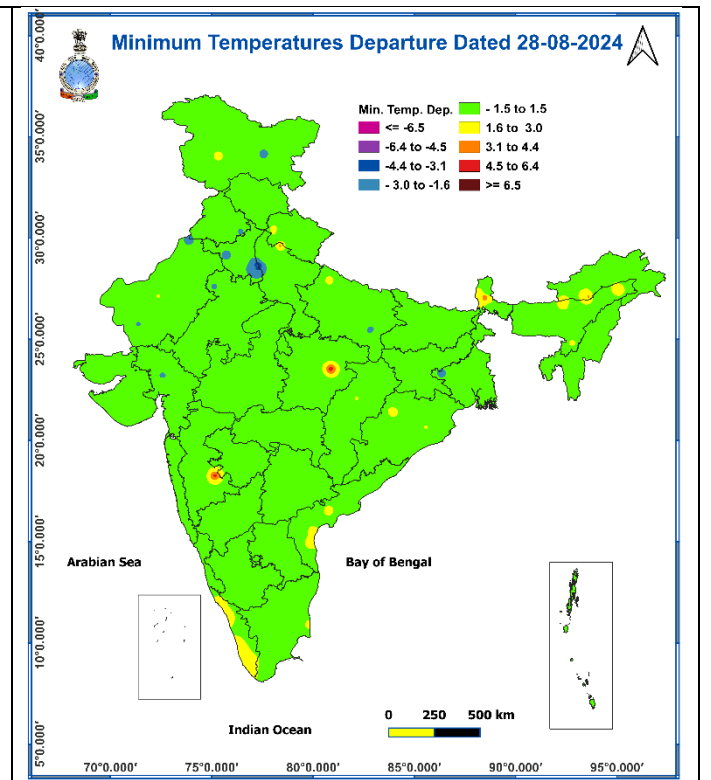 Minimum Temperatures Departure Dated 28-08-2024
Min. Temp. Dep.
<= -6.5
-6.4 to -4.5
-4.4 to -3.1
- 3.0 to -1.6
- 1.5 to 1.5
1.6 to 3.0
3.1 to 4.4
4.5 to 6.4
>= 6.5
40°0.000'
35°0.000'
30°0.000'
25°0.000'
20°0.000'
15°0.000'
10°0.000'
5°0.000'
Arabian Sea
Bay of Bengal
Indian Ocean
0 250 500 km
70°0.000' 75°0.000' 80°0.000' 85°0.000' 90°0.000' 95°0.000'